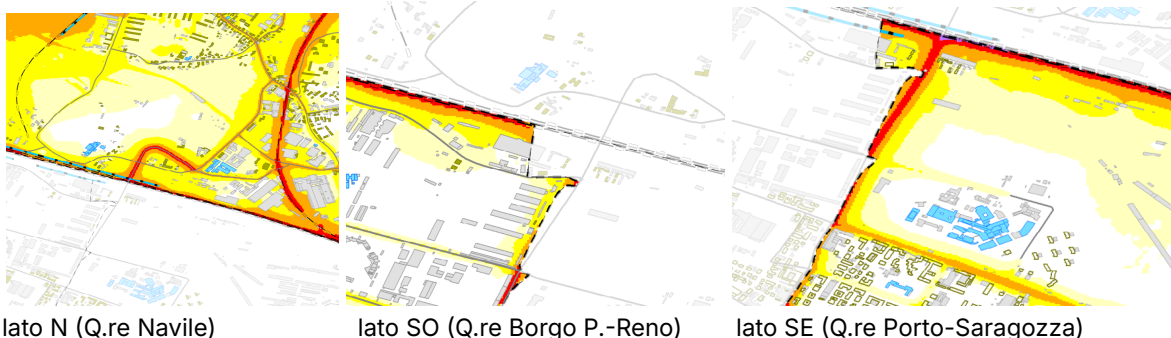 lato N (Q.re Navile)
lato SO (Q.re Borgo P.-Reno)
lato SE (Q.re Porto-Saragozza)